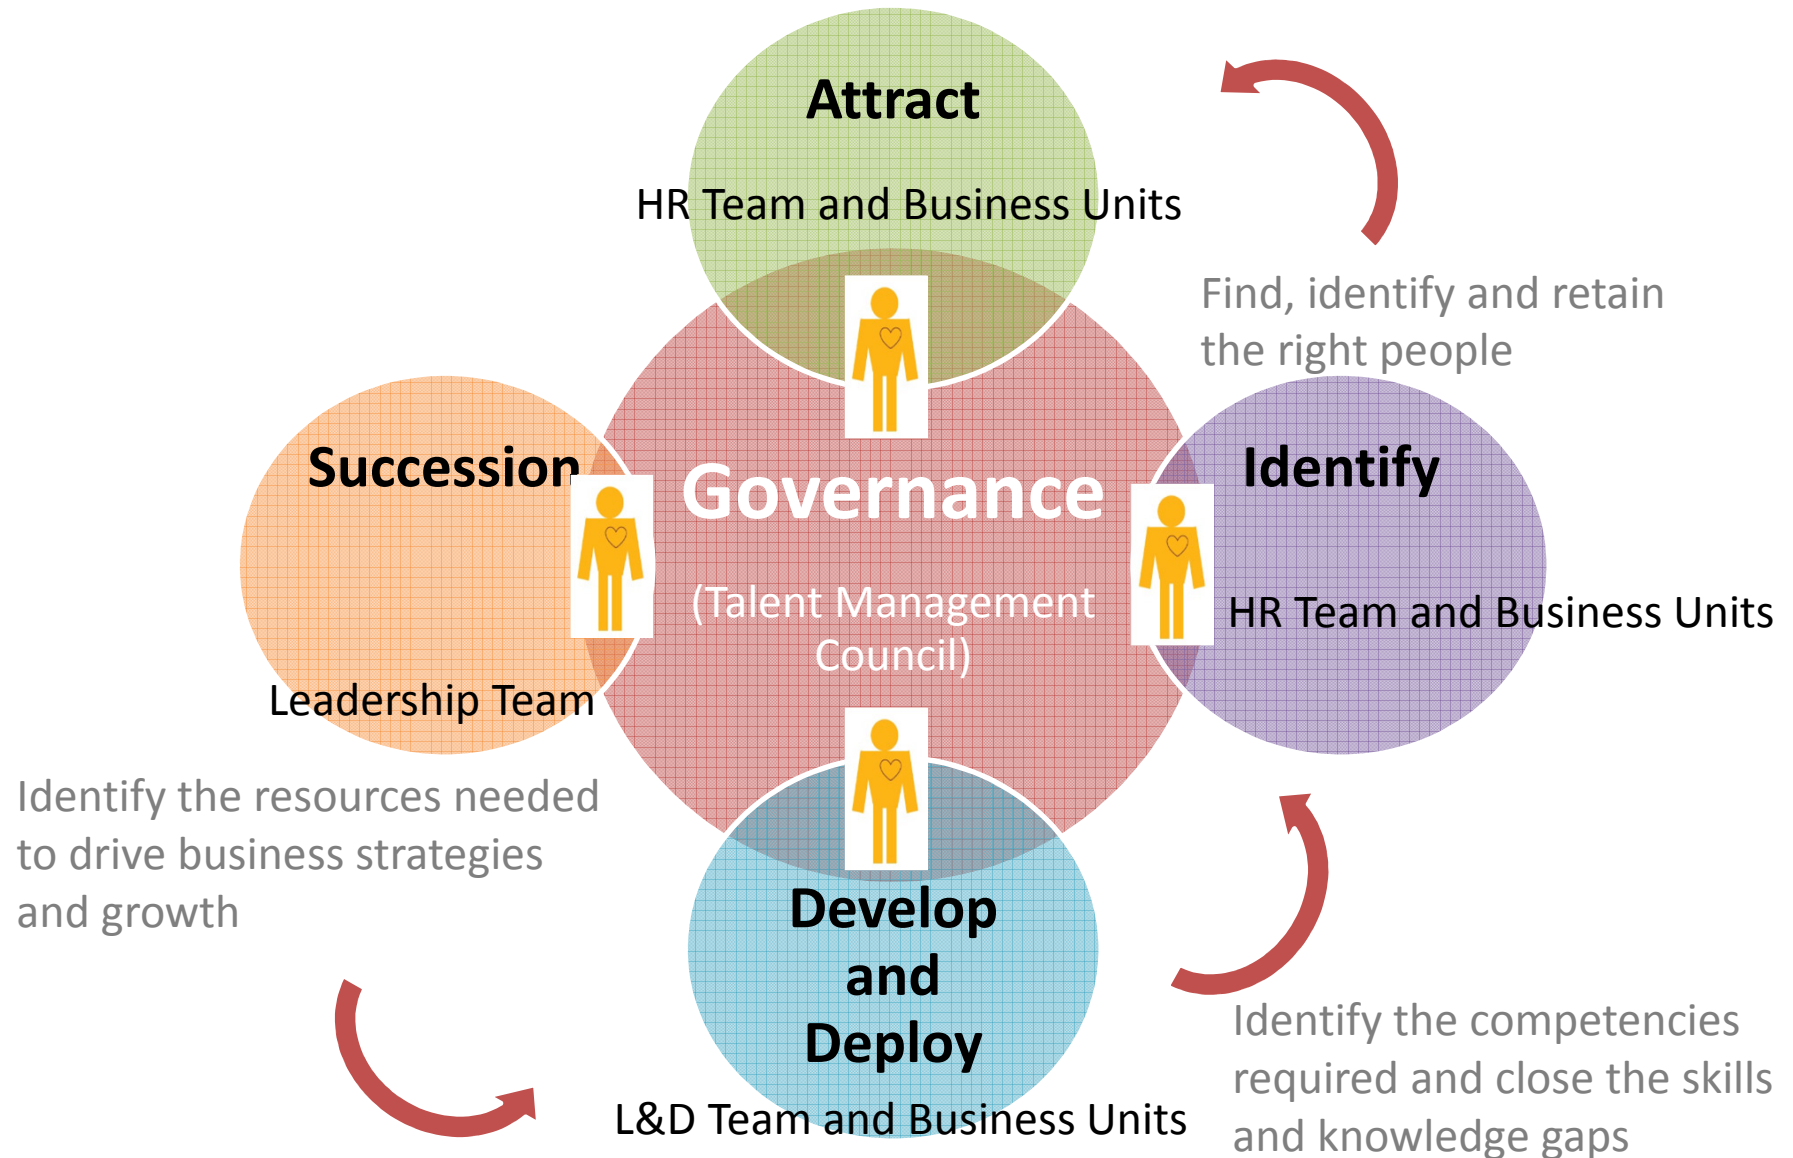 Attract
HR Team and Business Units
Find, identify and retain
the right people
Succession
Leadership Team
Governance
(Talent Management
Council)
Identify
HR Team and Business Units
Identify the resources needed
to drive business strategies
and growth
Develop
and
Deploy
L&D Team and Business Units
Identify the competencies
required and close the skills
and knowledge gaps